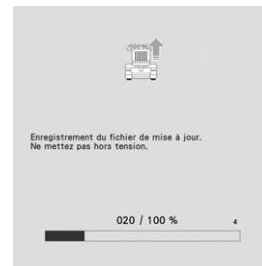 Enregistrement du fichier de mise à jour.
Ne mettez pas hors tension.
020 / 100 %
4